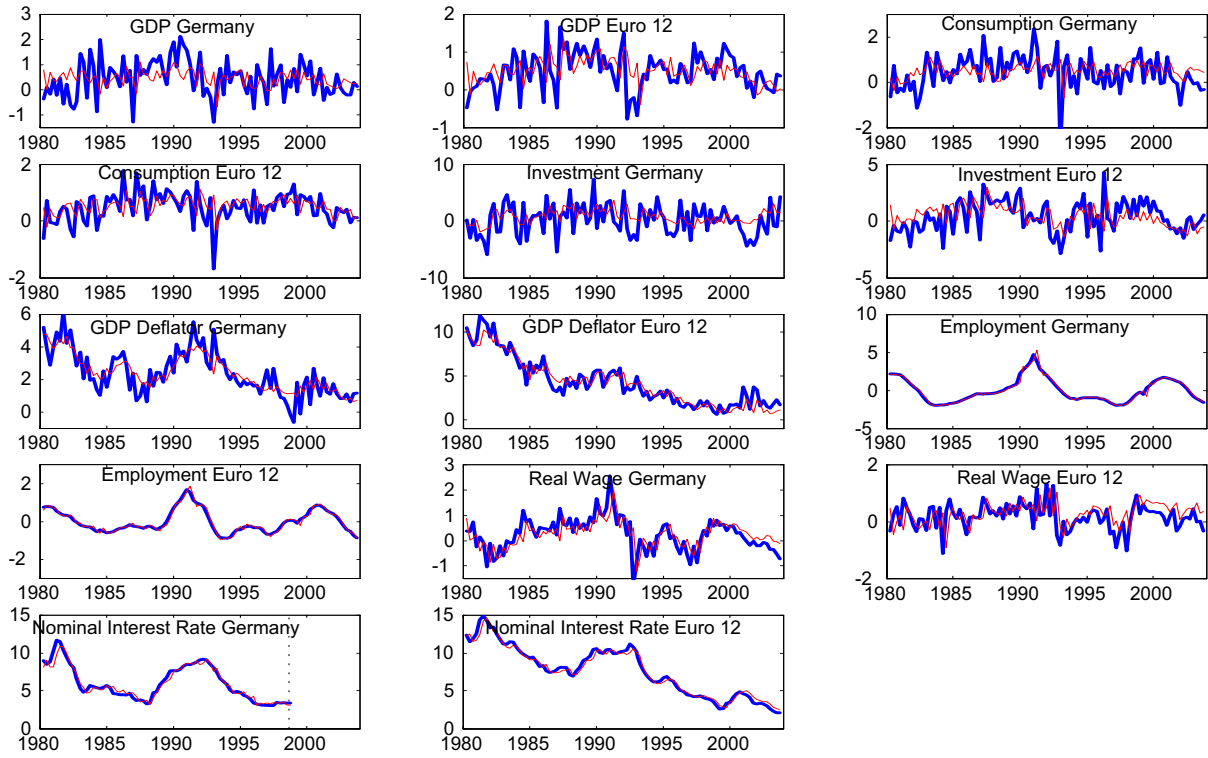 GDP Germany
3
2
1
0
-1
1980 1985 1990 1995 2000
GDP Euro 12
2
1
0
-1
1980 1985 1990 1995 2000
Consumption Germany
2
0
-2
1980 1985 1990 1995 2000
Consumption Euro 12
2
0
-2
1980 1985 1990 1995 2000
Investment Germany
10
0
-10
1980 1985 1990 1995 2000
Investment Euro 12
5
0
-5
1980 1985 1990 1995 2000
GDP Deflator Germany
6
4
2
0
1980 1985 1990 1995 2000
GDP Deflator Euro 12
10
5
0
1980 1985 1990 1995 2000
Employment Germany
10
5
0
-5
1980 1985 1990 1995 2000
Employment Euro 12
2
0
-2
1980 1985 1990 1995 2000
Real Wage Germany
3
2
1
0
-1
1980 1985 1990 1995 2000
Real Wage Euro 12
2
0
-2
1980 1985 1990 1995 2000
Nominal Interest Rate Germany
15
10
5
0
1980 1985 1990 1995 2000
Nominal Interest Rate Euro 12
15
10
5
0
1980 1985 1990 1995 2000